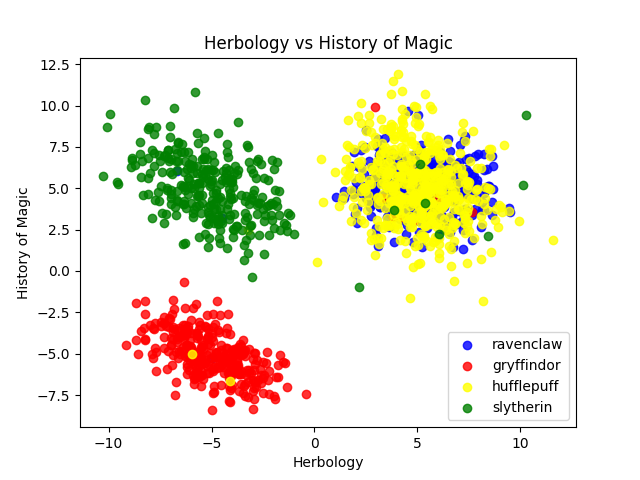 Herbology vs History of Magic
12.5
10.0
7.5
5.0
2.5
0.0
−2.5
−5.0
−7.5
History of Magic
ravenclaw
gryffindor
hufflepuff
slytherin
−10 −5 0 5 10
Herbology